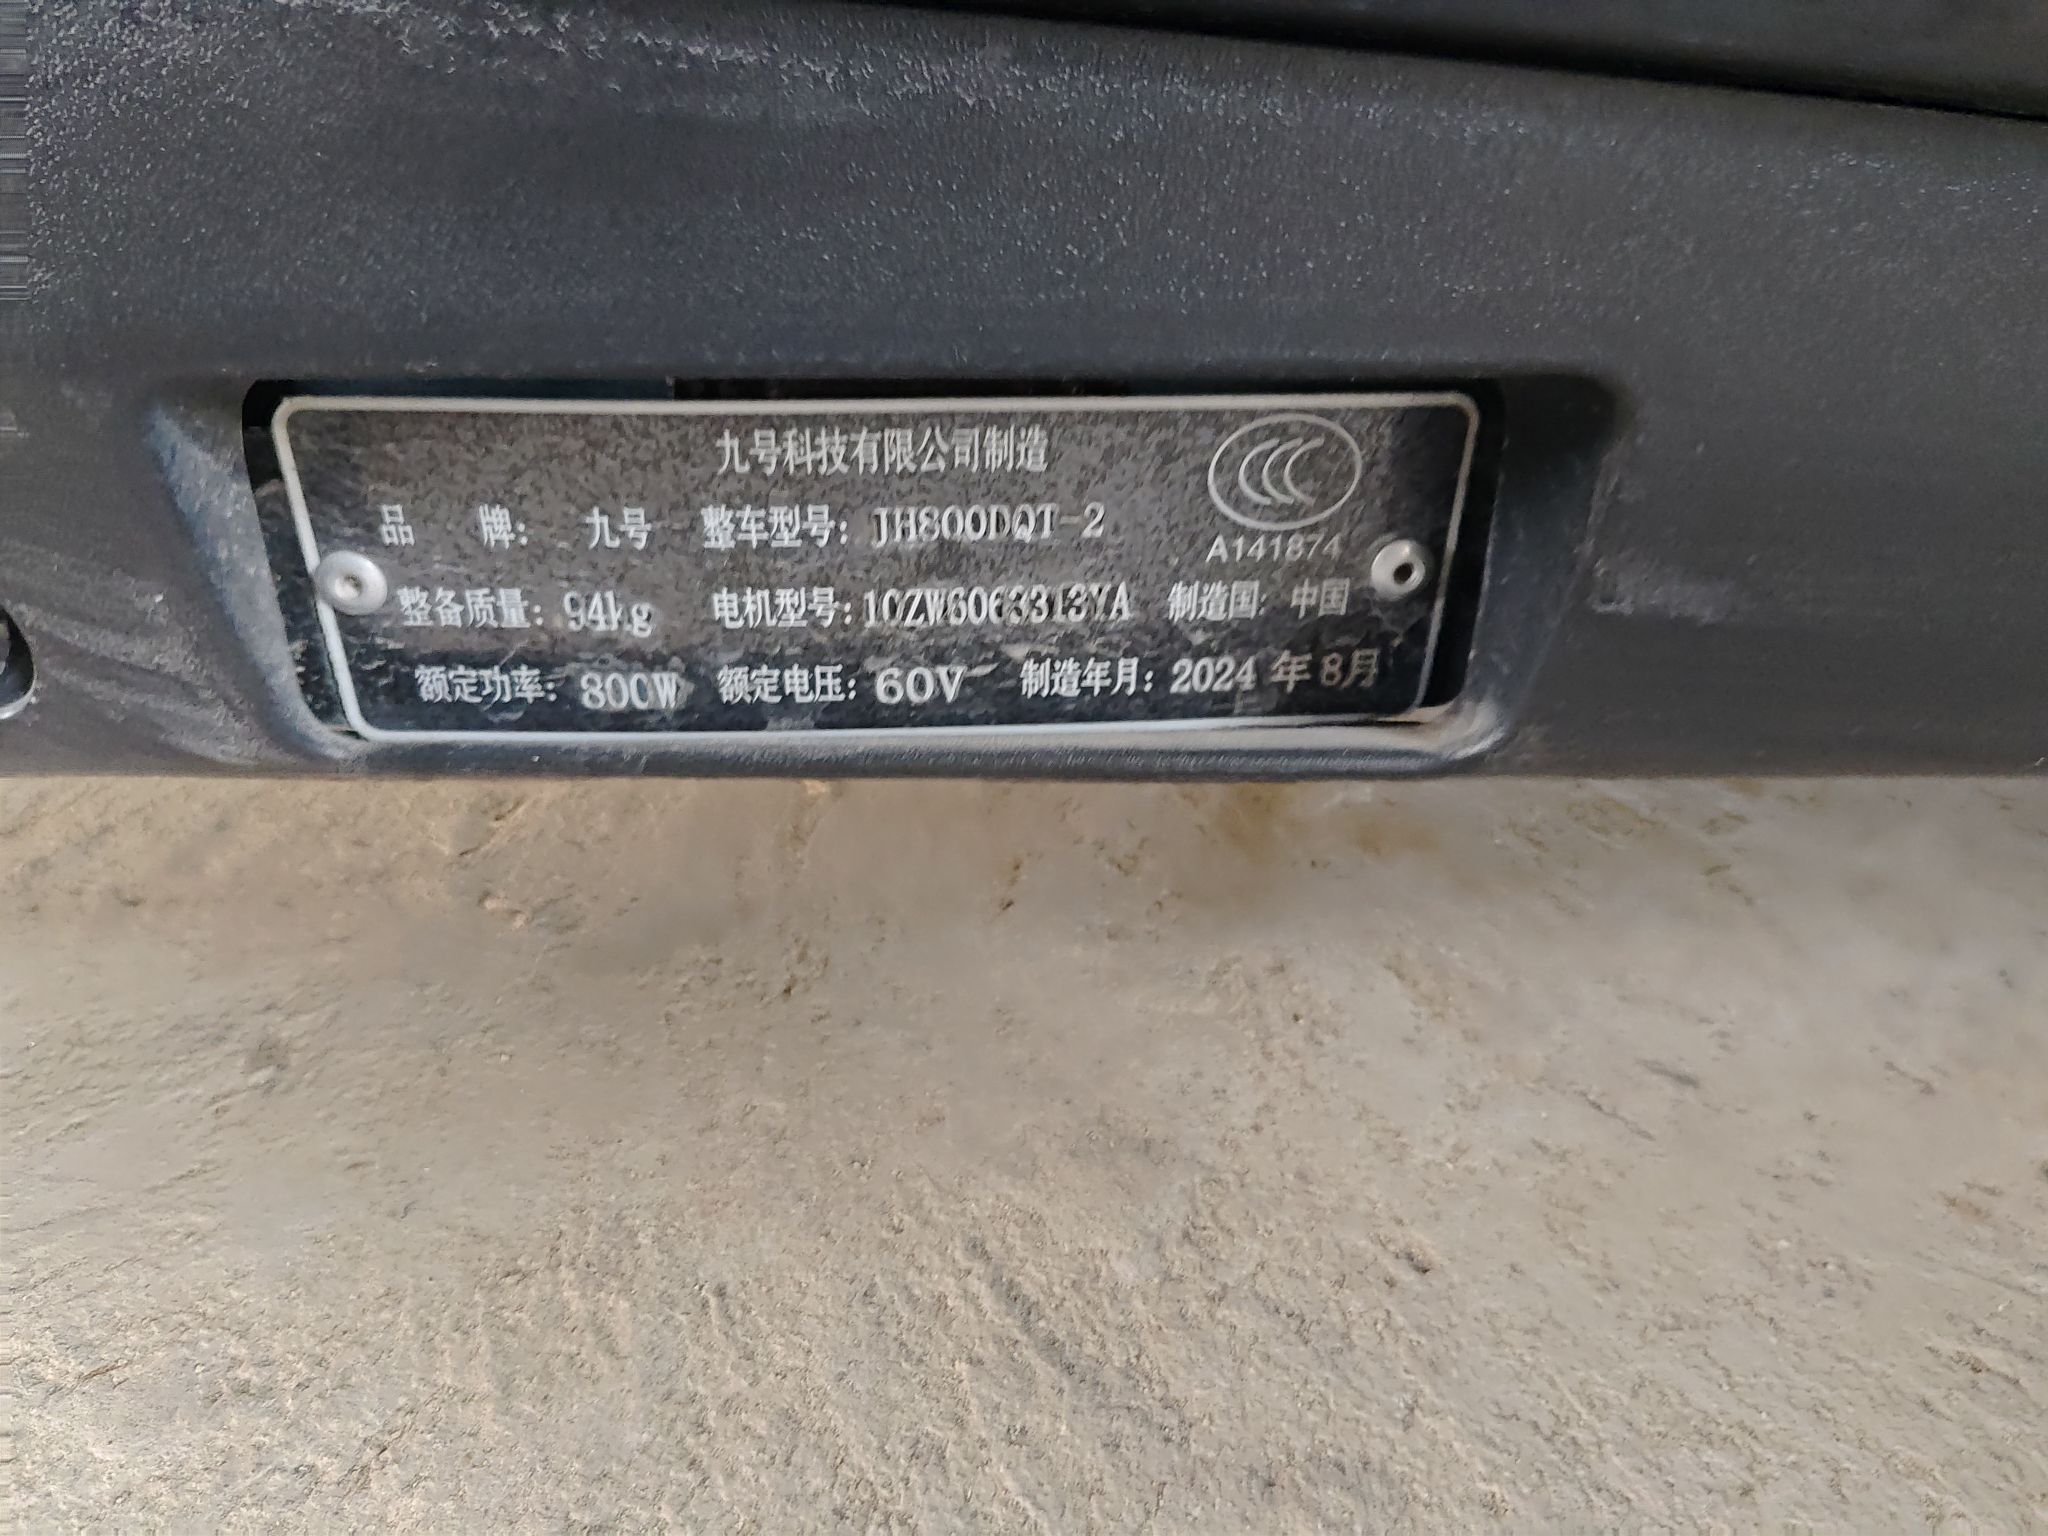 九号科技有限公司制造
品 牌: 九号 整车型号: JH800DQT-2
A141874
整备质量: 94kg 电机型号: 10ZW6063313YA 制造国: 中国
额定功率: 800W 额定电压: 60V 制造年月: 2024 年 8月